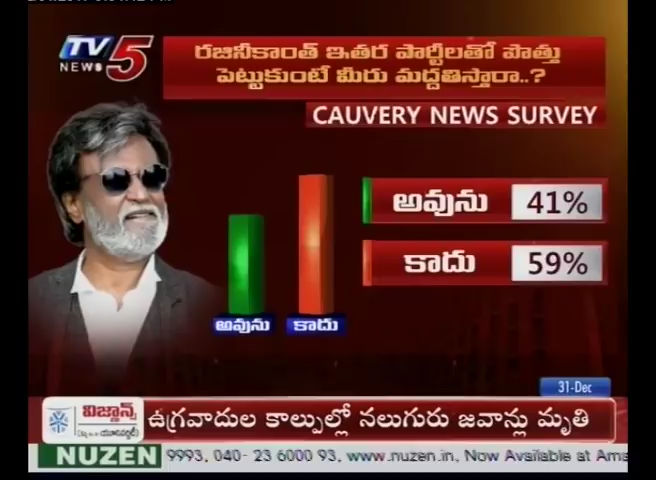 TV5
NEWS
రజినీకాంత్ ఇతర పార్టీలతో పొత్తు
పెట్టుకుంటే మీరు మద్దతిస్తారా..?
CAUVERY NEWS SURVEY
అవును 41%
కాదు 59%
అవును కాదు
31-Dec
విజ్ఞాన్స్
ఉగ్రవాదుల కాల్పుల్లో నలుగురు జవాన్లు మృతి
NUZEN 9993, 040- 23 6000 93, www.nuzen.in, Now Available at Ama